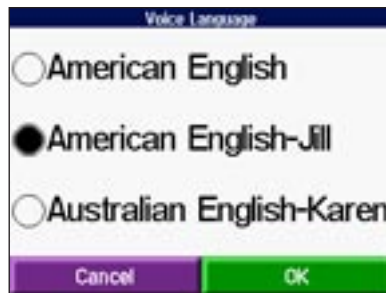 Voice Language
American English
American English-Jill
Australian English-Karen
Cancel OK